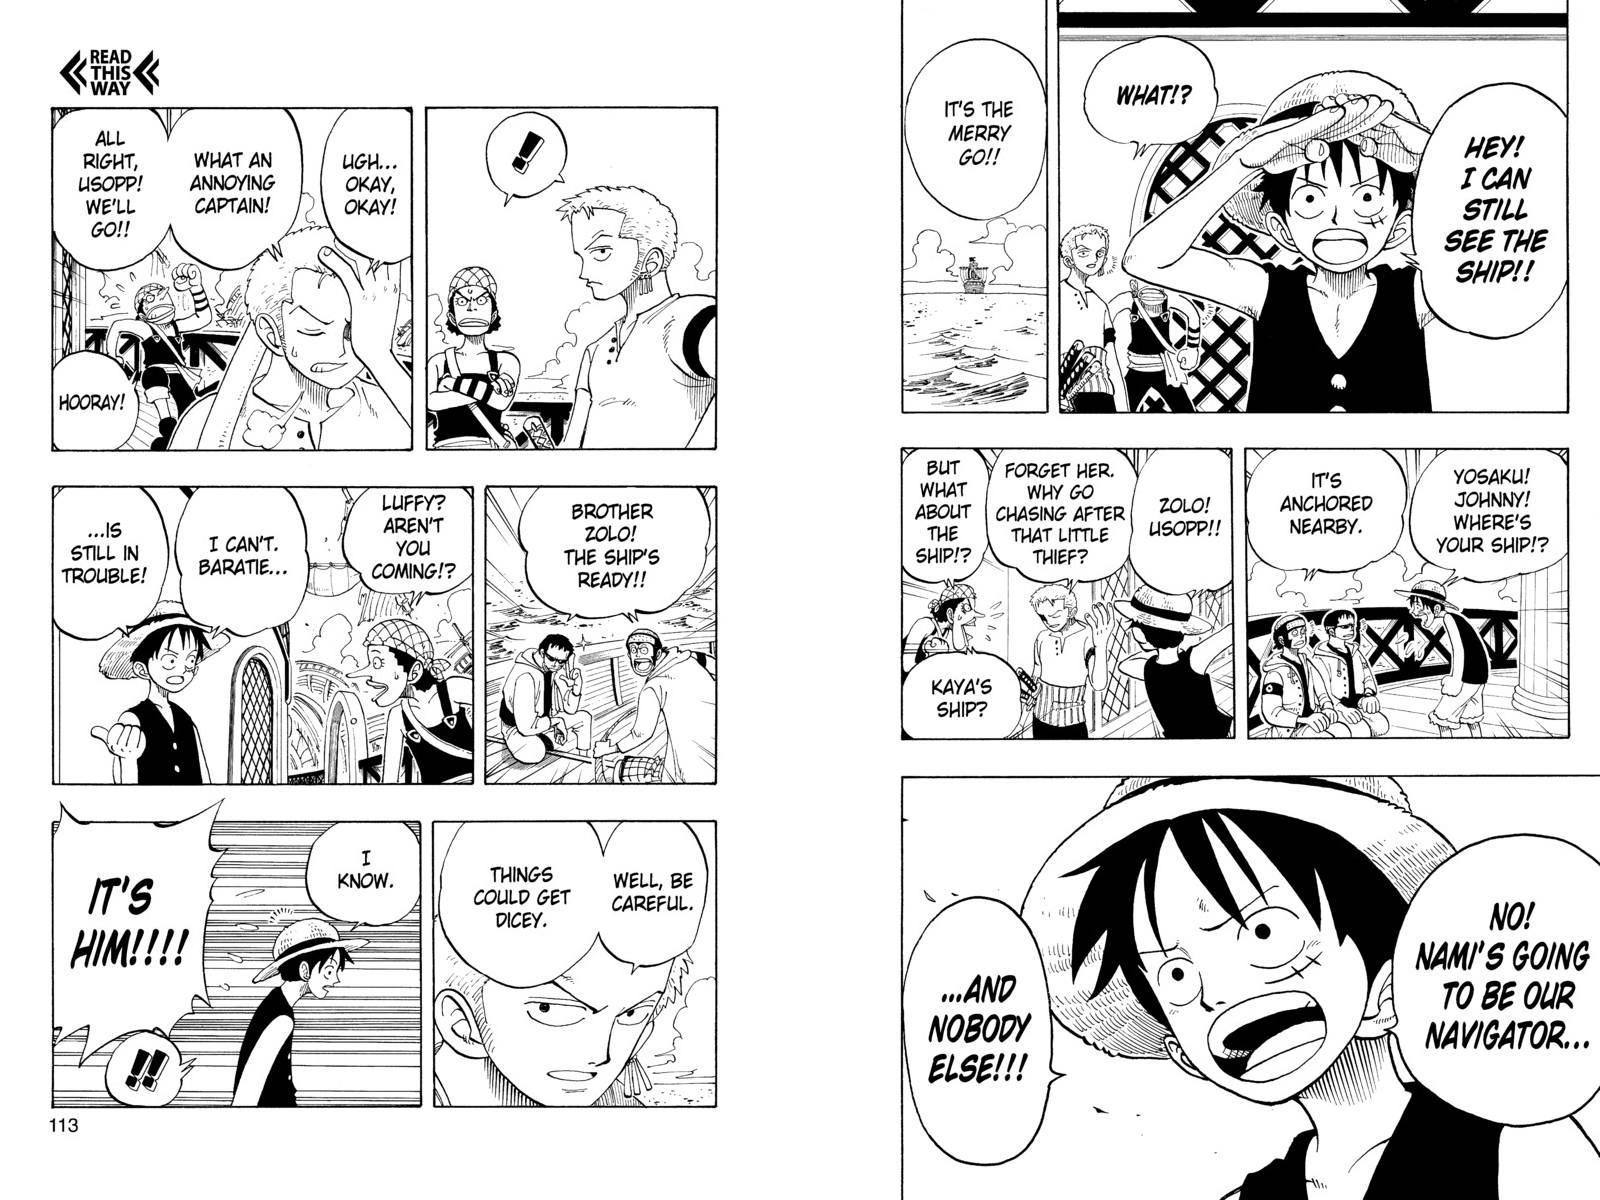 HEY!
I CAN
STILL
SEE THE
SHIP!!
WHAT!?
IT'S THE
MERRY
GO!!
YOSAKU!
JOHNNY!
WHERE'S
YOUR SHIP!?
IT'S
ANCHORED
NEARBY.
ZOLO!
USOPP!!
FORGET HER.
WHY GO
CHASING AFTER
THAT LITTLE
THIEF?
BUT
WHAT
ABOUT
THE
SHIP!?
KAYA'S
SHIP?
NO!
NAMI'S GOING
TO BE OUR
NAVIGATOR...
...AND
NOBODY
ELSE!!!
READ
THIS
WAY
!
UGH...
OKAY,
OKAY!
WHAT AN
ANNOYING
CAPTAIN!
ALL
RIGHT,
USOPP!
WE'LL
GO!!
HOORAY!
BROTHER
ZOLO!
THE SHIP'S
READY!!
LUFFY?
AREN'T
YOU
COMING!?
I CAN'T.
BARATIE...
...IS
STILL IN
TROUBLE!
WELL, BE
CAREFUL.
THINGS
COULD GET
DICEY.
I
KNOW.
IT'S
HIM!!!!
!!
113